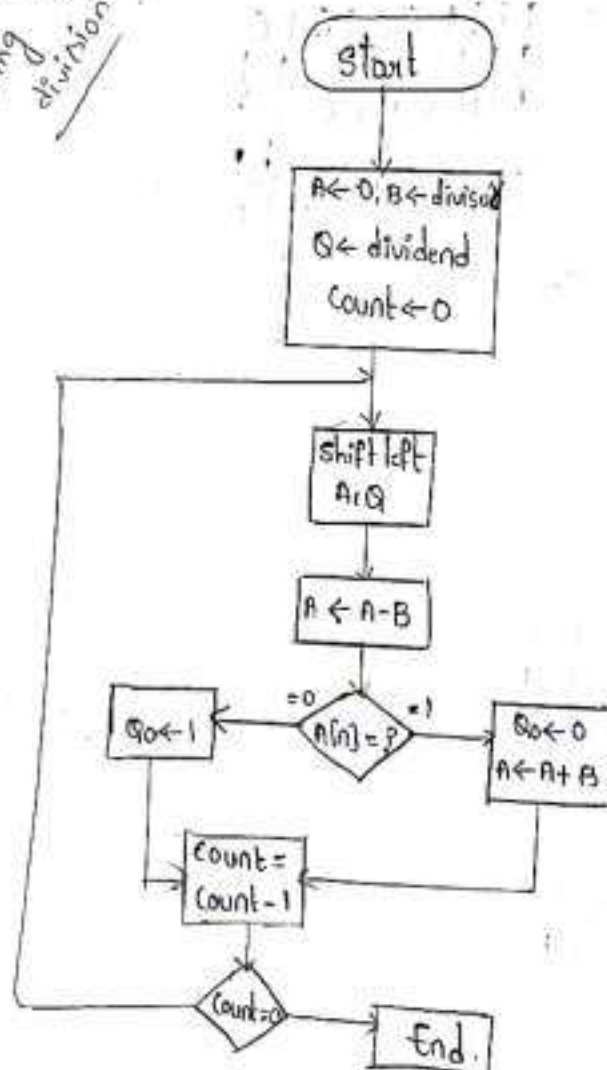 division
Start
A ← 0, B ← divisor
Q ← dividend
Count ← 0
Shift left
A, Q
A ← A - B
=0
A[n] = ?
=1
Q0 ← 1
Q0 ← 0
A ← A + B
Count =
Count - 1
Count=0
End.